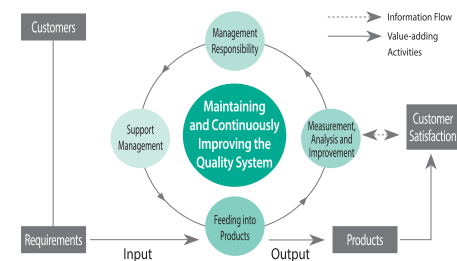 Customers
Management
Responsibility
Information Flow
Value-adding
Activities
Maintaining
and Continuously
Improving the
Quality System
Support
Management
Measurement,
Analysis and
Improvement
Customer
Satisfaction
Feeding into
Products
Requirements
Input
Output
Products